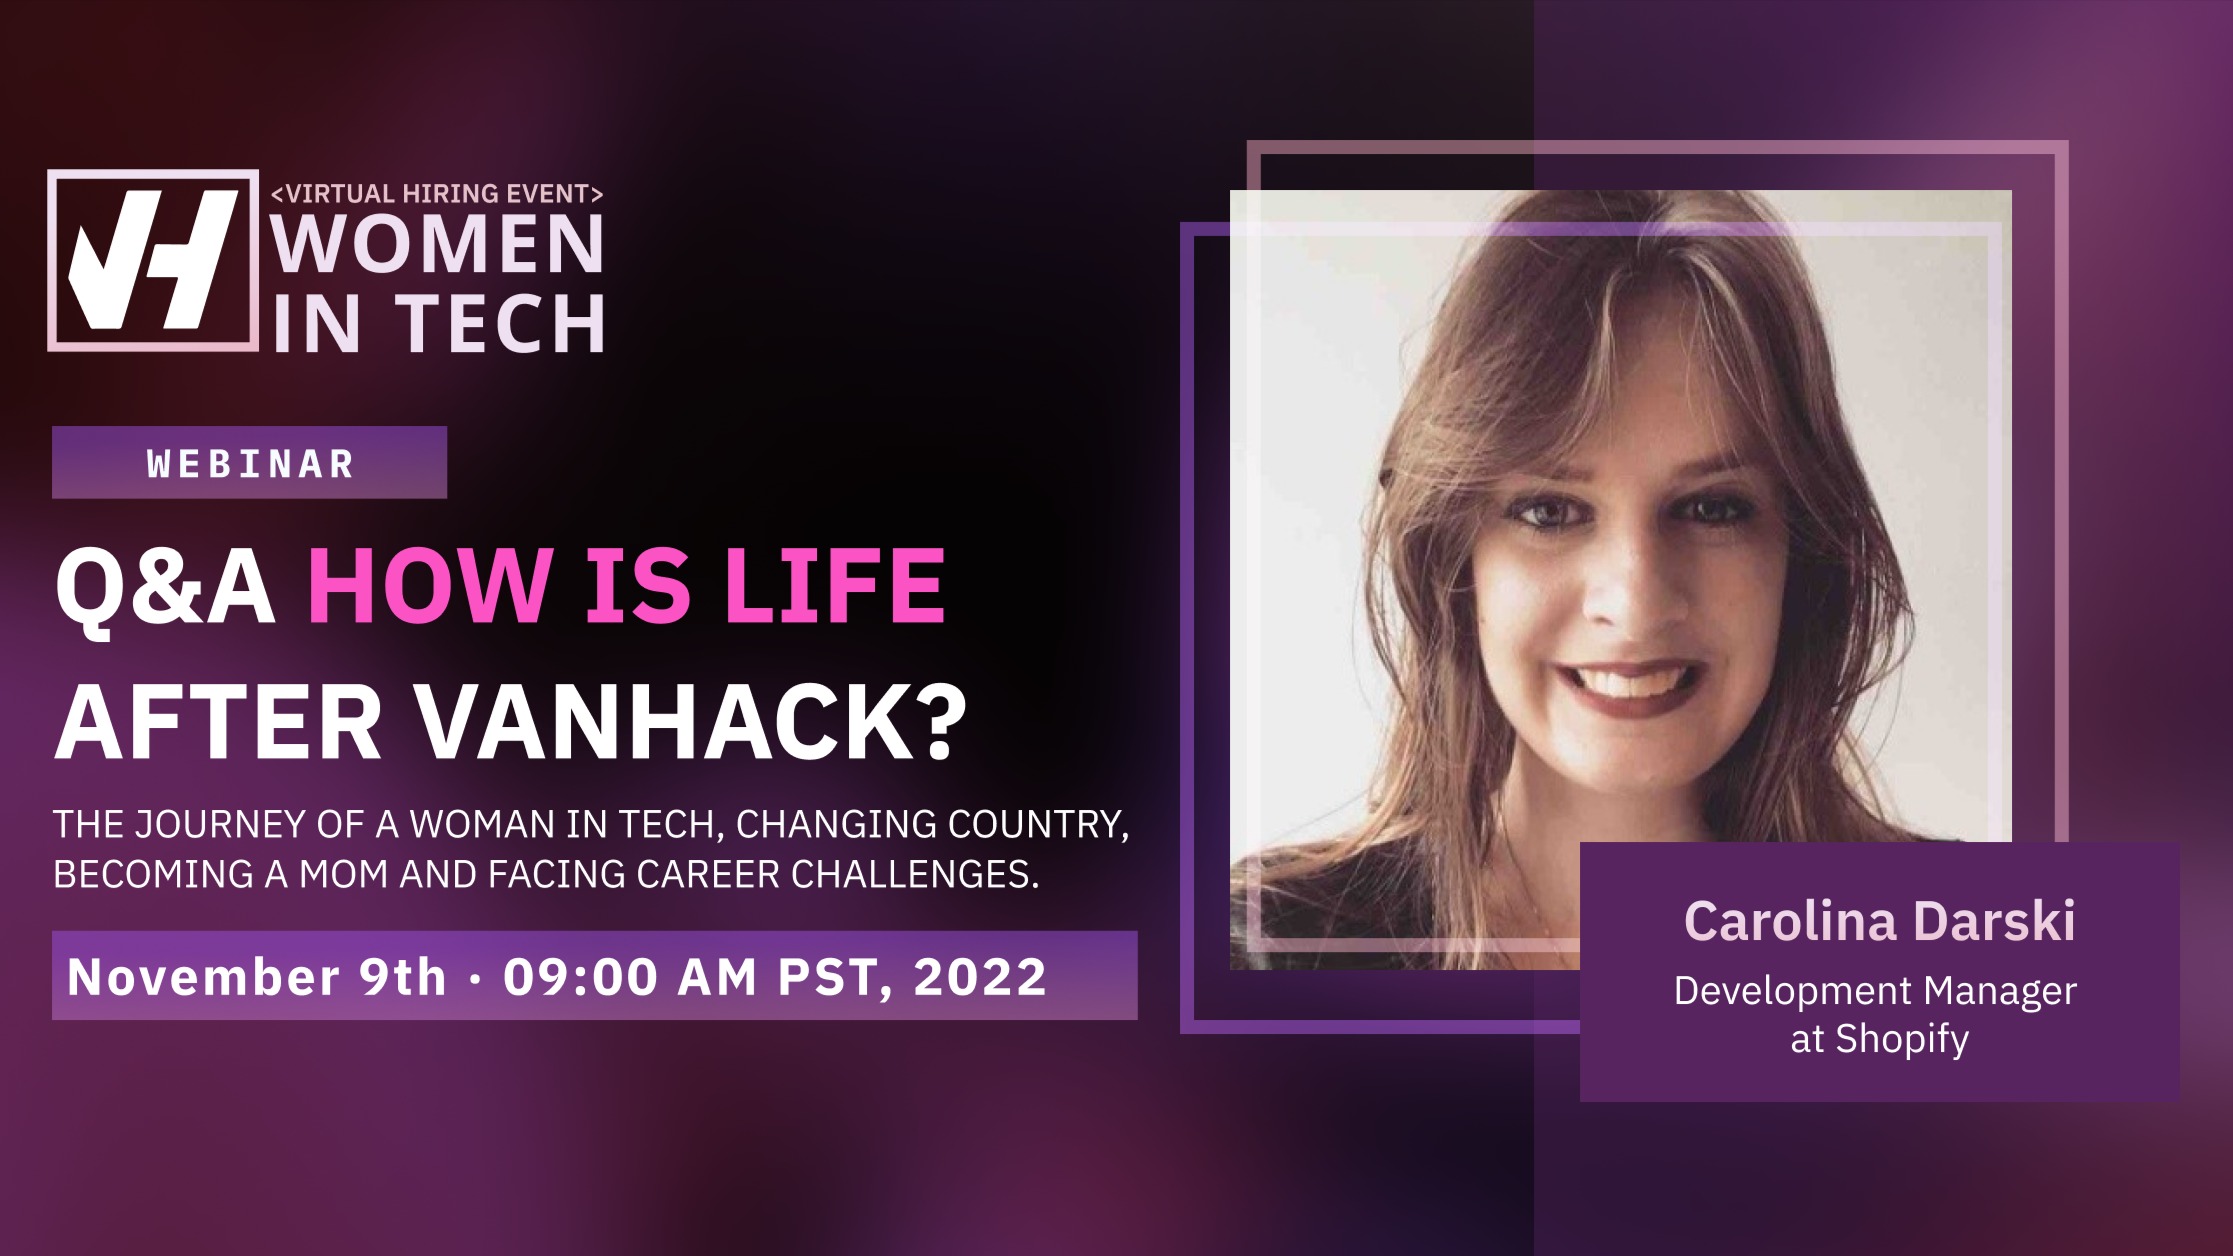 <VIRTUAL HIRING EVENT>
WOMEN
IN TECH
WEBINAR
Q&A HOW IS LIFE
AFTER VANHACK?
THE JOURNEY OF A WOMAN IN TECH, CHANGING COUNTRY,
BECOMING A MOM AND FACING CAREER CHALLENGES.
November 9th · 09:00 AM PST, 2022
Carolina Darski
Development Manager
at Shopify